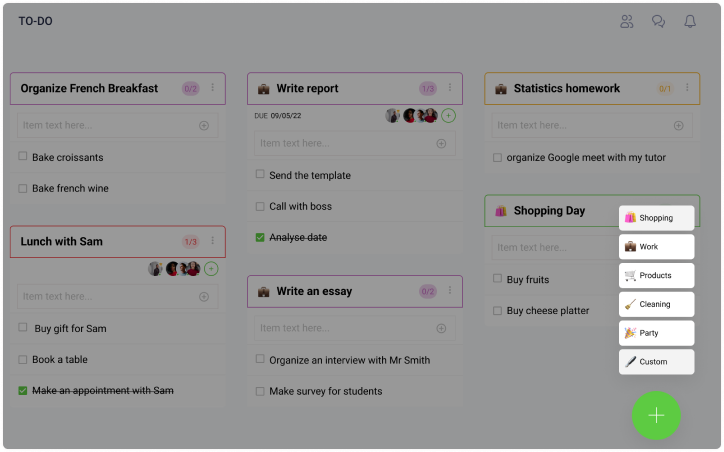 TO-DO
Organize French Breakfast 0/2
Item text here...
Bake croissants
Bake french wine
Lunch with Sam 1/3
Item text here...
Buy gift for Sam
Book a table
Make an appointment with Sam
Write report 1/3
DUE 09/05/22
Item text here...
Send the template
Call with boss
Analyse date
Write an essay 0/2
Item text here...
Organize an interview with Mr Smith
Make survey for students
Statistics homework 0/1
Item text here...
organize Google meet with my tutor
Shopping Day
Item text here...
Buy fruits
Buy cheese platter
Shopping
Work
Products
Cleaning
Party
Custom